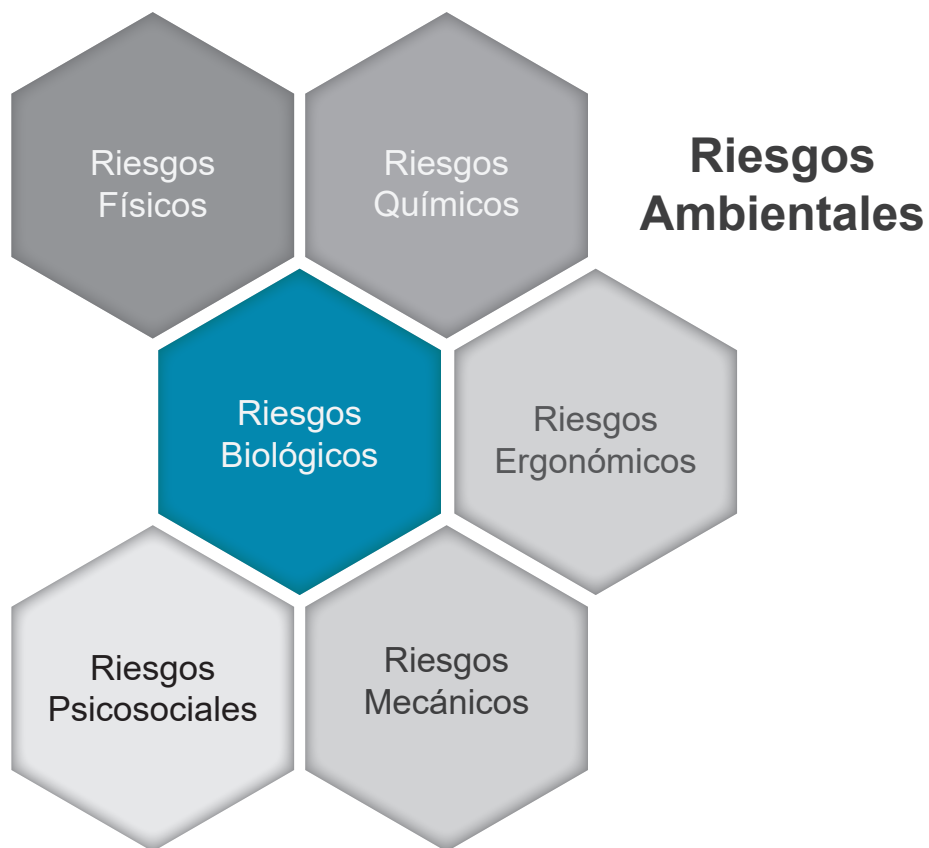 Riesgos
Físicos
Riesgos
Químicos
Riesgos
Ambientales
Riesgos
Biológicos
Riesgos
Ergonómicos
Riesgos
Psicosociales
Riesgos
Mecánicos